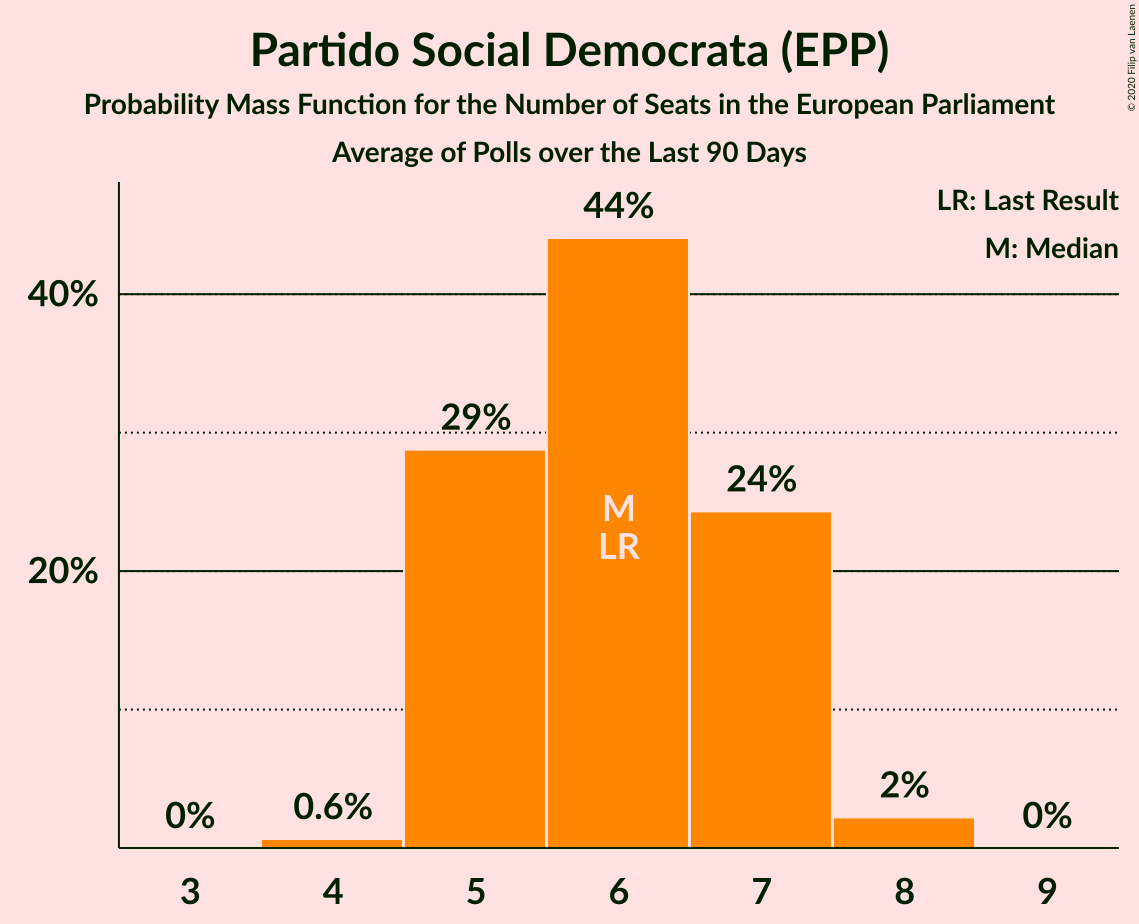 Partido Social Democrata (EPP)
Probability Mass Function for the Number of Seats in the European Parliament
Average of Polls over the Last 90 Days
© 2020 Filip van Laenen
LR: Last Result
M: Median
44%
40%
29%
24%
M
LR
20%
0%
0.6%
2%
0%
3 4 5 6 7 8 9